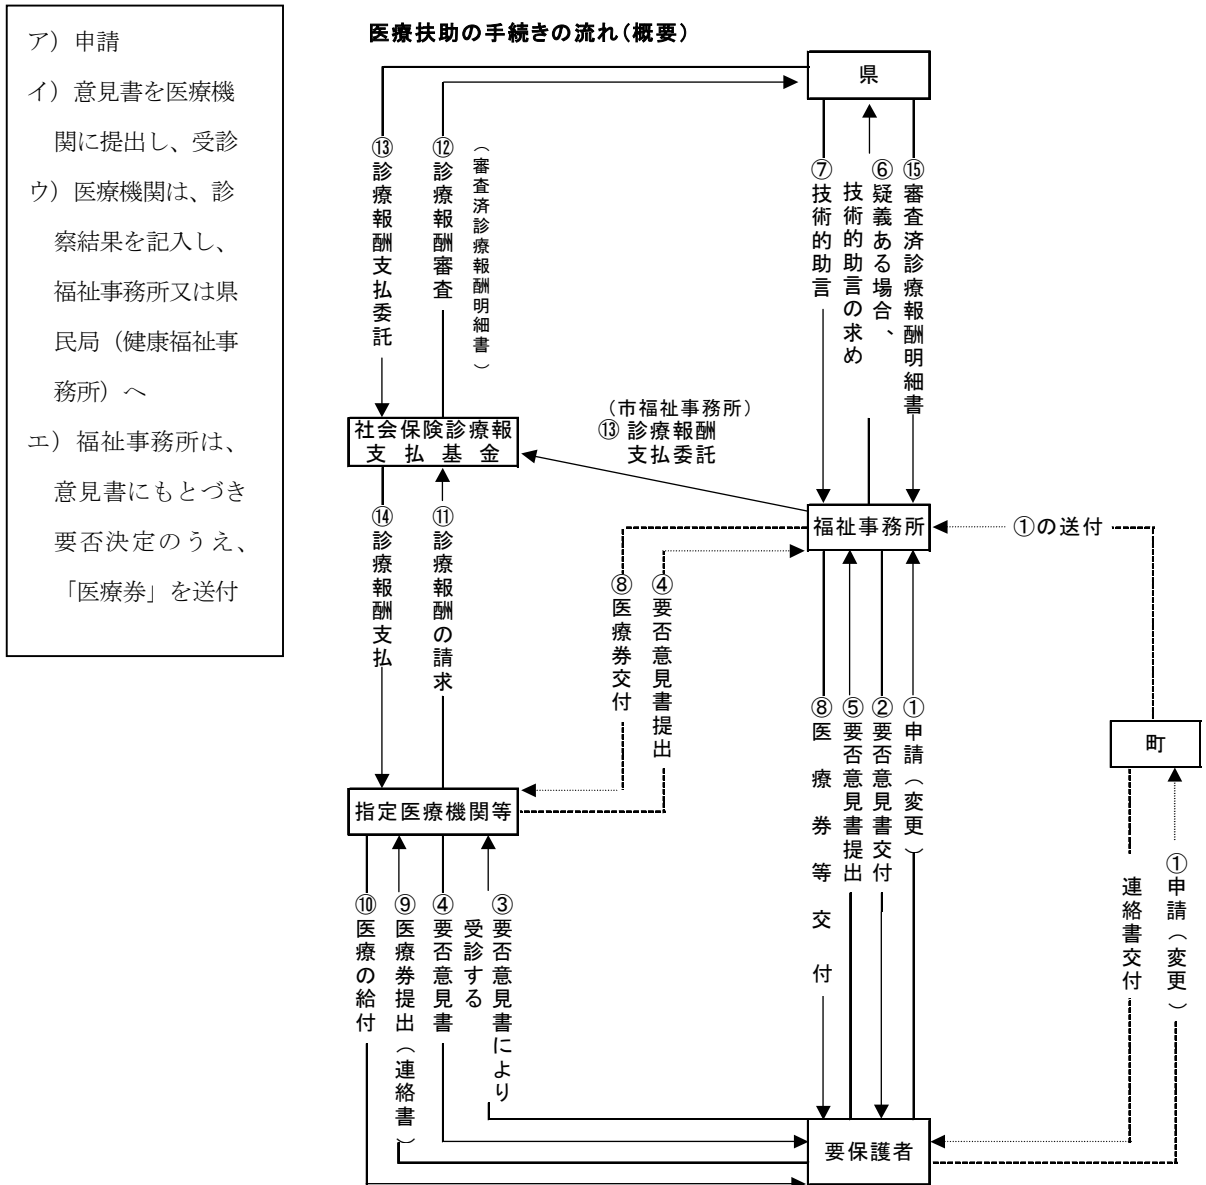 ア）申請
イ）意見書を医療機
関に提出し、受診
ウ）医療機関は、診
察結果を記入し、
福祉事務所又は県
民局（健康福祉事
務所）へ
エ）福祉事務所は、
意見書にもとづき
要否決定のうえ、
「医療券」を送付
医療扶助の手続きの流れ（概要）
県
⑬診療報酬支払委託
⑫診療報酬審査
（審査済診療報酬明細書）
⑦技術的助言
⑥疑義ある場合、
技術的助言の求め
⑮審査済診療報酬明細書
社会保険診療報
支払基金
（市福祉事務所）
⑬診療報酬
支払委託
福祉事務所
①の送付
⑭診療報酬支払
⑪診療報酬の請求
⑧医療券交付
④要否意見書提出
⑧医療券等交付
⑤要否意見書提出
②要否意見書交付
①申請（変更）
町
指定医療機関等
⑩医療の給付
⑨医療券提出（連絡書）
④要否意見書
③要否意見書により
受診する
連絡書交付
①申請（変更）
要保護者